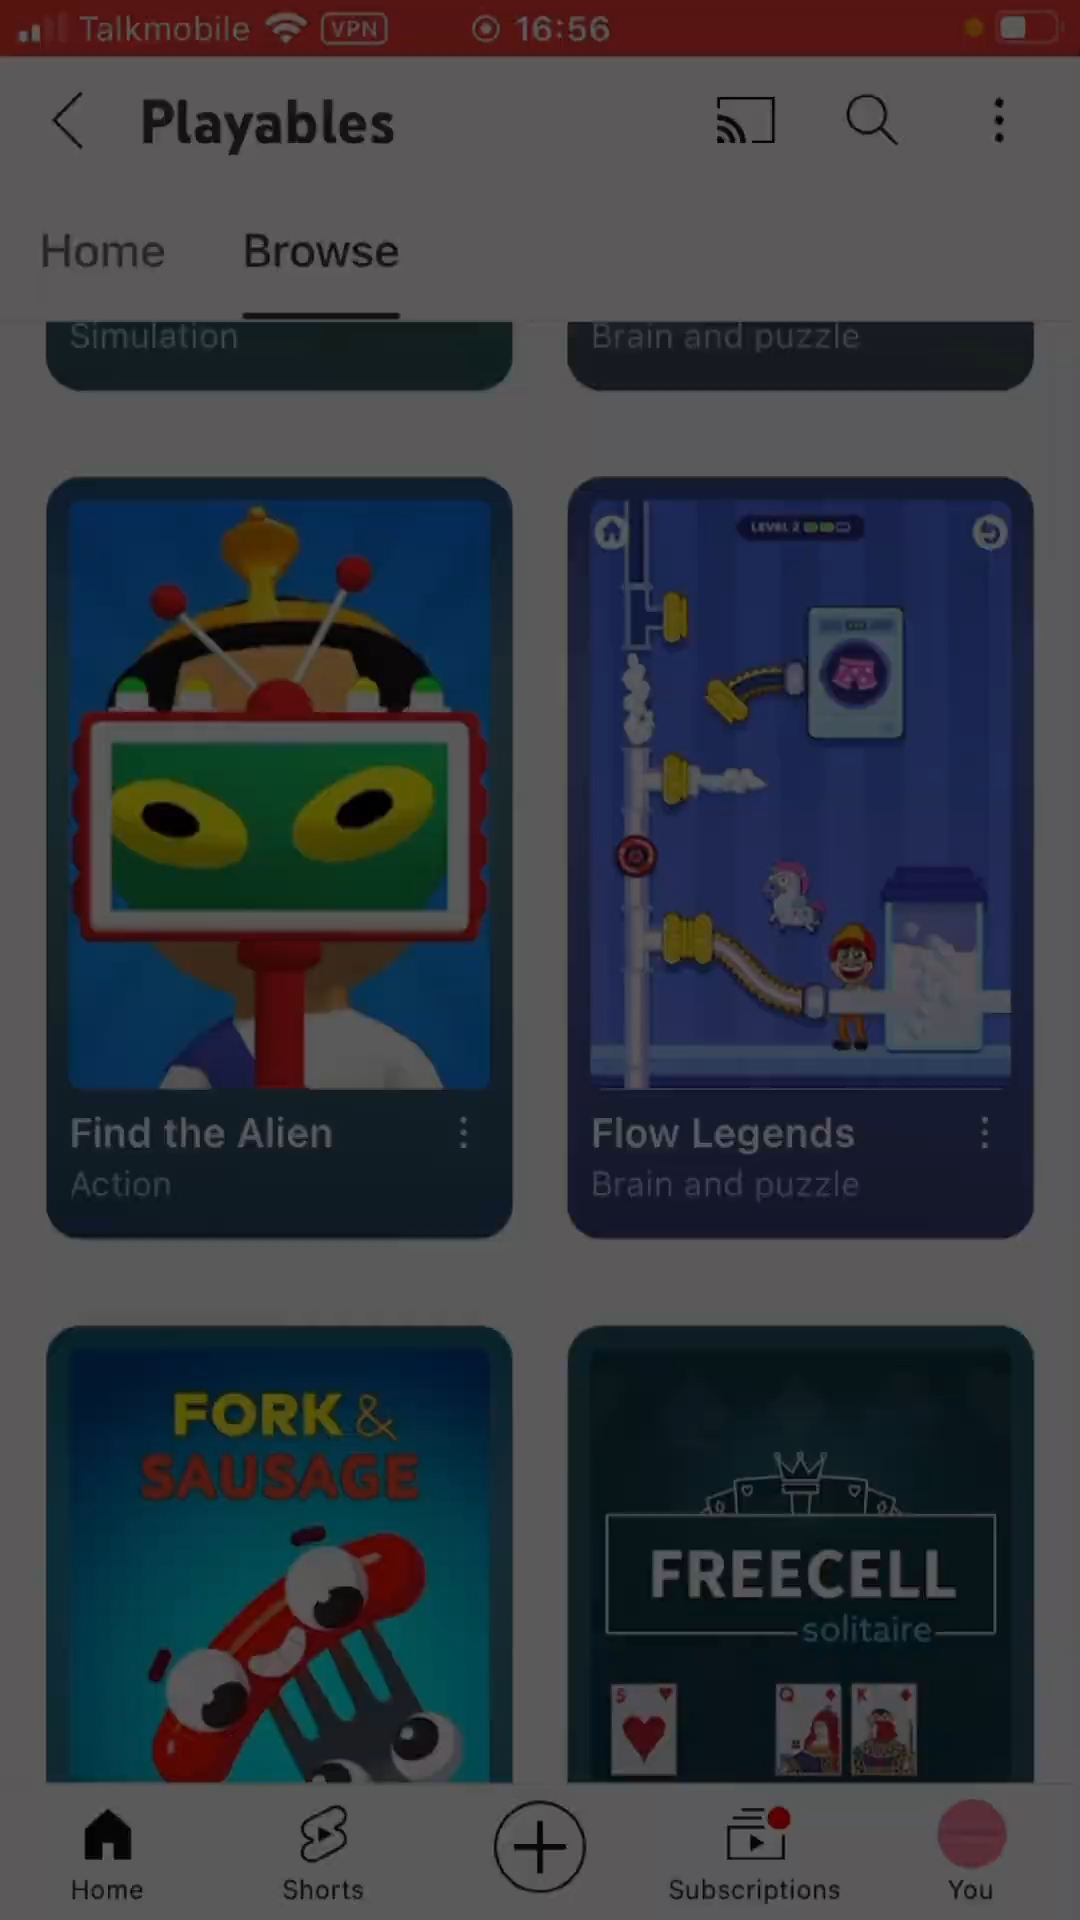 Talkmobile VPN 16:56
Playables
Home Browse
Simulation
Brain and puzzle
LEVEL 2
Find the Alien
Action
Flow Legends
Brain and puzzle
FORK &
SAUSAGE
FREECELL
solitaire
5 Q K
Home Shorts Subscriptions You